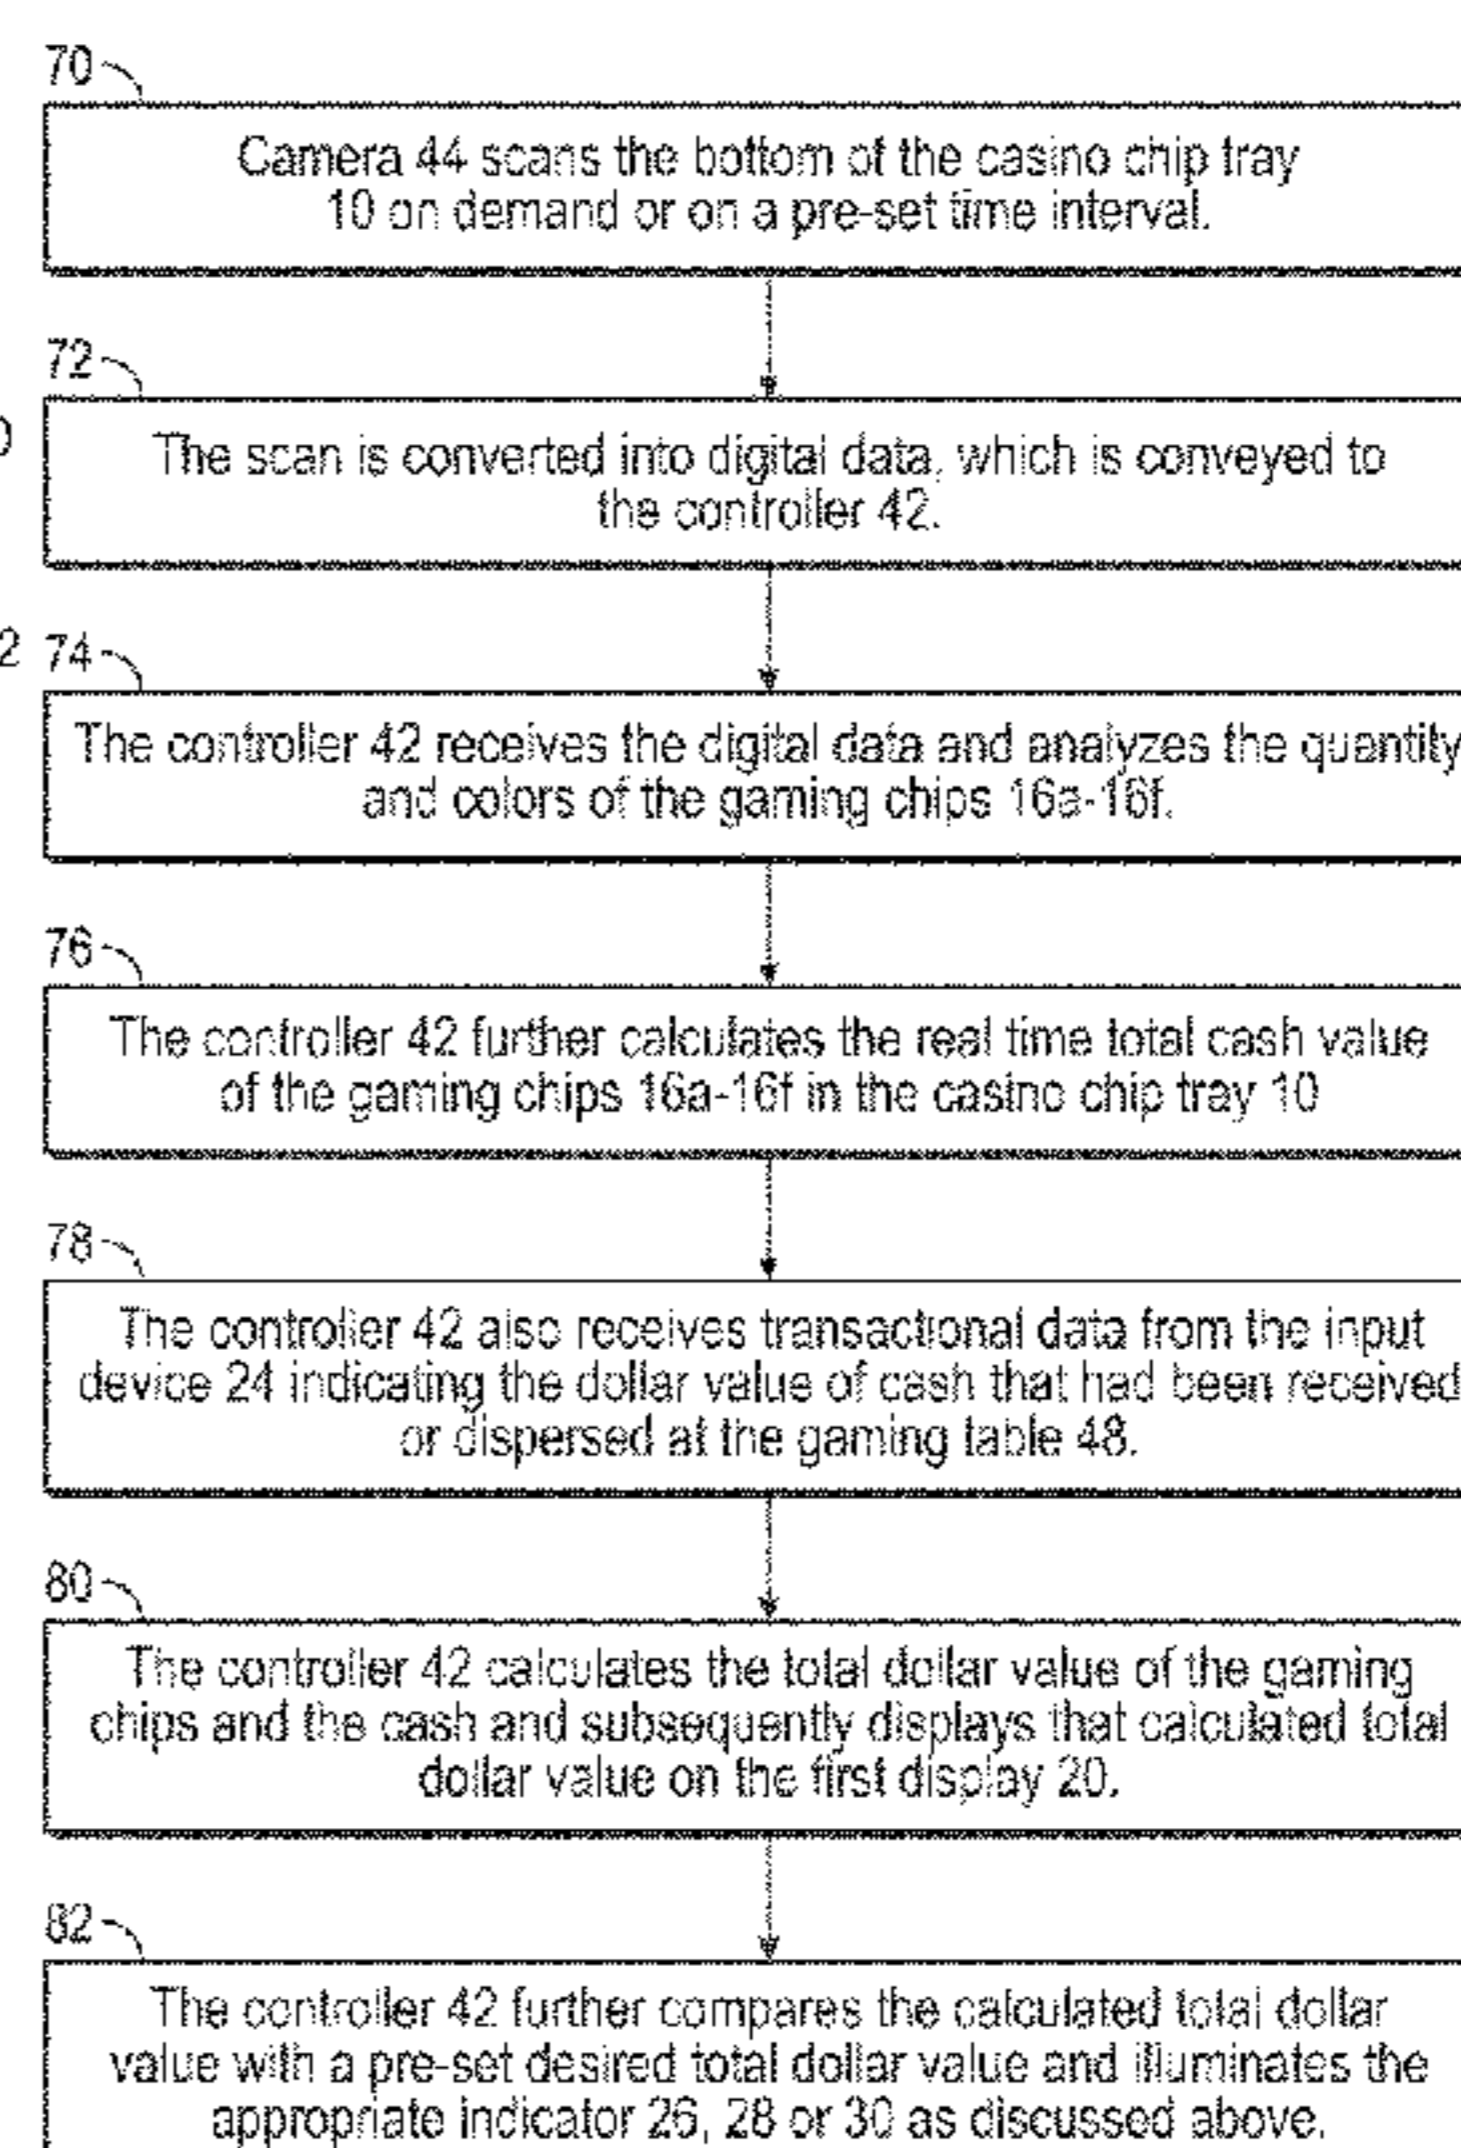 70
Camera 44 scans the bottom of the casino chip tray
10 on demand or on a pre-set time interval.
72
The scan is converted into digital data, which is conveyed to
the controller 42.
2
74
The controller 42 receives the digital data and analyzes the quantity
and colors of the gaming chips 16a-16f.
76
The controller 42 further calculates the real time total cash value
of the gaming chips 16a-16f in the casino chip tray 10
78
The controller 42 also receives transactional data from the input
device 24 indicating the dollar value of cash that had been received
or dispersed at the gaming table 48.
80
The controller 42 calculates the total dollar value of the gaming
chips and the cash and subsequently displays that calculated total
dollar value on the first display 20.
82
The controller 42 further compares the calculated total dollar
value with a pre-set desired total dollar value and illuminates the
appropriate indicator 26, 28 or 30 as discussed above.